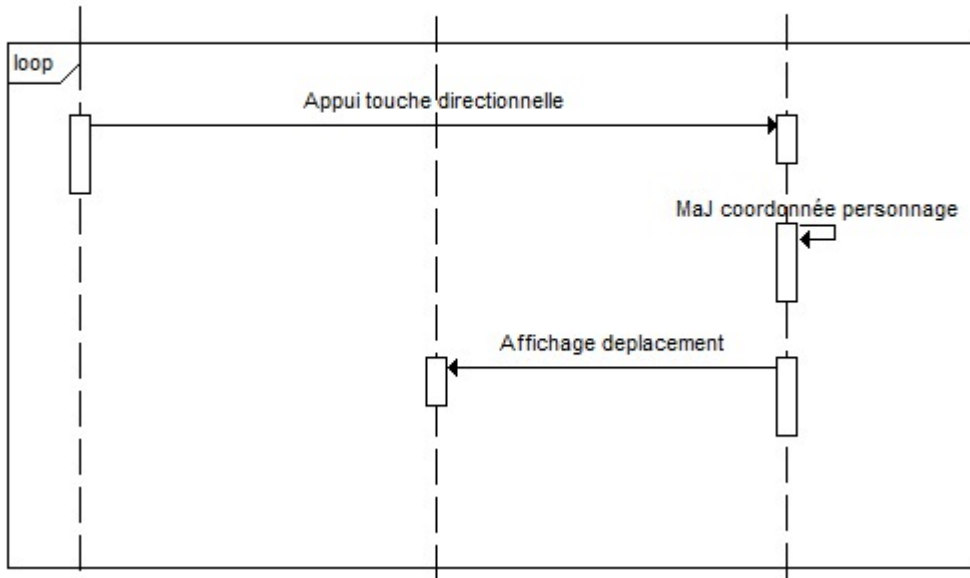 loop
Appui touche directionnelle
MaJ coordonnée personnage
Affichage deplacement